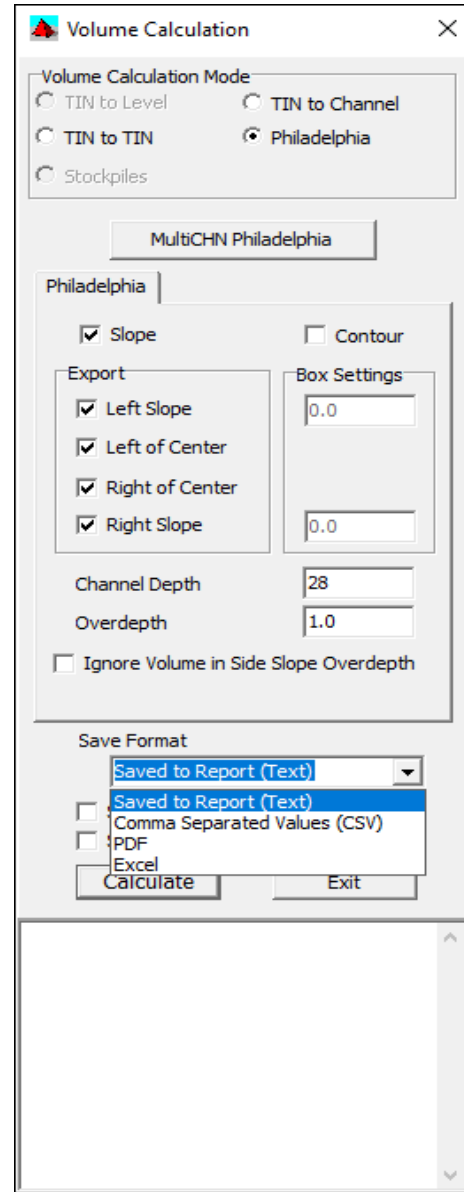 Volume Calculation
Volume Calculation Mode
TIN to Level TIN to Channel
TIN to TIN Philadelphia
Stockpiles
MultiCHN Philadelphia
Philadelphia
Slope Contour
Export Box Settings
Left Slope 0.0
Left of Center
Right of Center
Right Slope 0.0
Channel Depth 28
Overdepth 1.0
Ignore Volume in Side Slope Overdepth
Save Format
Saved to Report (Text)
Saved to Report (Text)
Comma Separated Values (CSV)
PDF
Excel
Calculate Exit